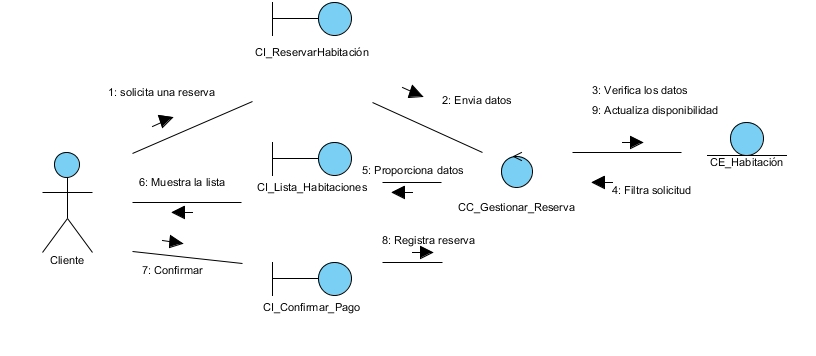 CI_ReservarHabitación
1: solicita una reserva
2: Envia datos
3: Verifica los datos
9: Actualiza disponibilidad
CE_Habitación
5: Proporciona datos
6: Muestra la lista
CI_Lista_Habitaciones
4: Filtra solicitud
CC_Gestionar_Reserva
8: Registra reserva
Cliente
7: Confirmar
CI_Confirmar_Pago